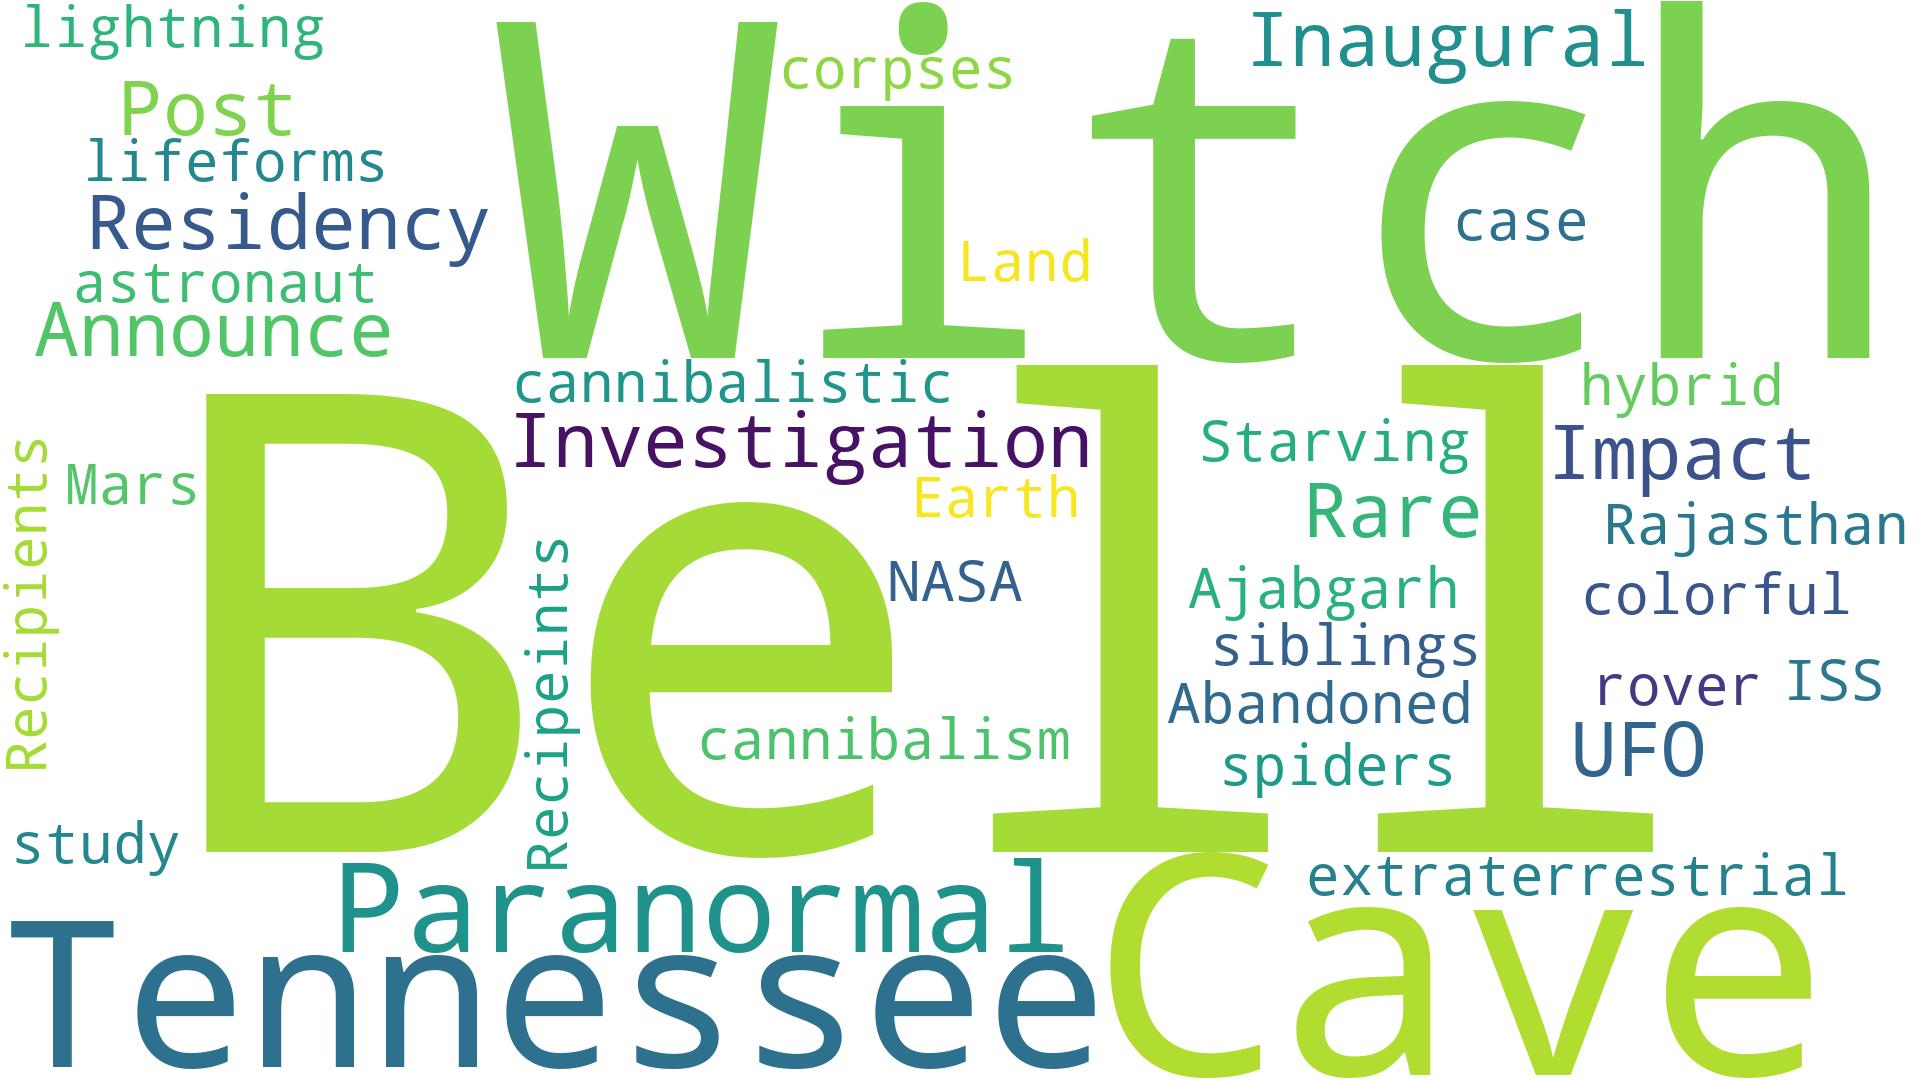 lightning
Witch
corpses
Inaugural
Post
lifeforms
Residency
case
Land
astronaut
Announce
cannibalistic
hybrid
Bell
Investigation
Starving
Impact
Recipients
Mars
Earth
Rare
Rajasthan
Recipeints
NASA
Ajabgarh
colorful
siblings
rover
ISS
Abandoned
cannibalism
spiders
UFO
study
Paranormal
extraterrestrial
Tennessee
Cave